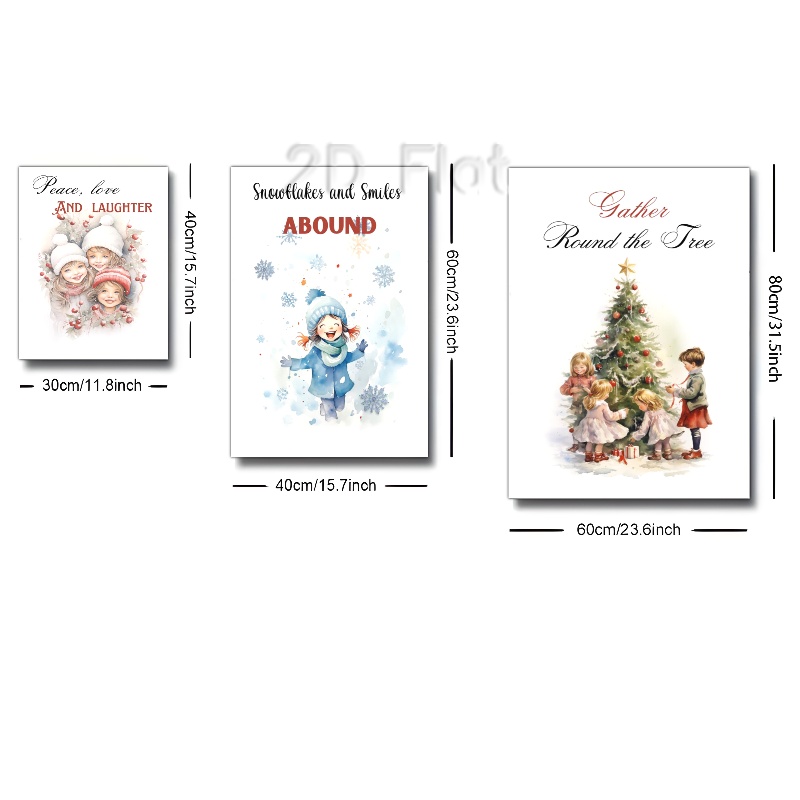 2D Flat
Peace, love
AND LAUGHTER
40cm/15.7inch
30cm/11.8inch
Snowflakes and Smiles
ABOUND
60cm/23.6inch
40cm/15.7inch
Gather
Round the Tree
80cm/31.5inch
60cm/23.6inch